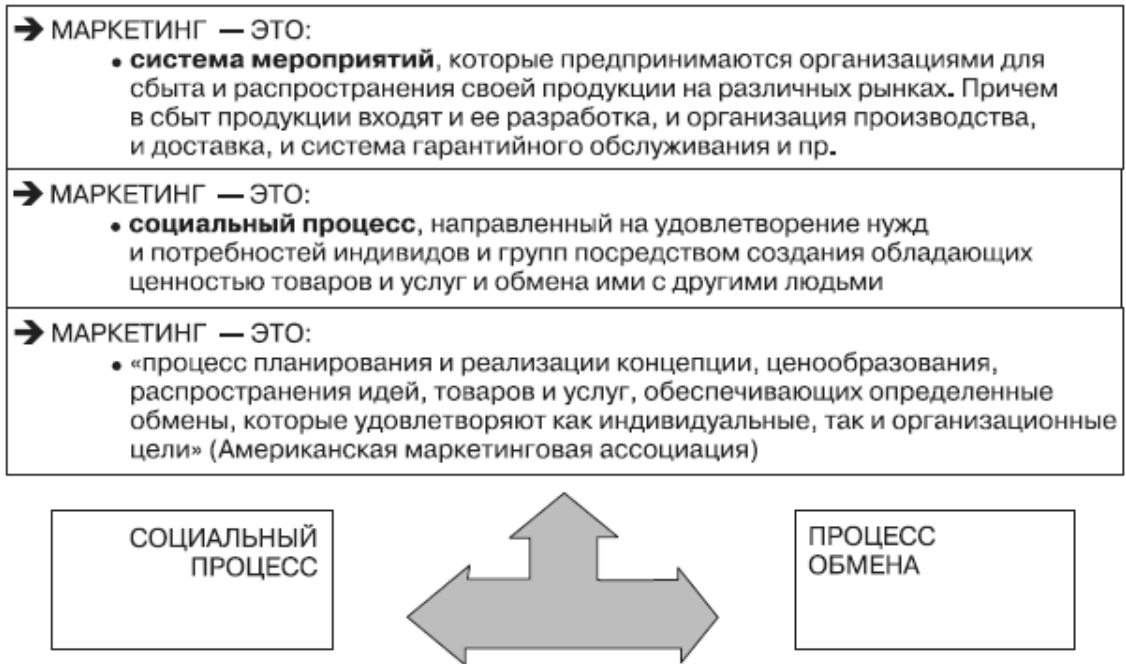 ➔ МАРКЕТИНГ — ЭТО:
• система мероприятий, которые предпринимаются организациями для
сбыта и распространения своей продукции на различных рынках. Причем
в сбыт продукции входят и ее разработка, и организация производства,
и доставка, и система гарантийного обслуживания и пр.
➔ МАРКЕТИНГ — ЭТО:
• социальный процесс, направленный на удовлетворение нужд
и потребностей индивидов и групп посредством создания обладающих
ценностью товаров и услуг и обмена ими с другими людьми
➔ МАРКЕТИНГ — ЭТО:
• «процесс планирования и реализации концепции, ценообразования,
распространения идей, товаров и услуг, обеспечивающих определенные
обмены, которые удовлетворяют как индивидуальные, так и организационные
цели» (Американская маркетинговая ассоциация)
СОЦИАЛЬНЫЙ
ПРОЦЕСС
ПРОЦЕСС
ОБМЕНА